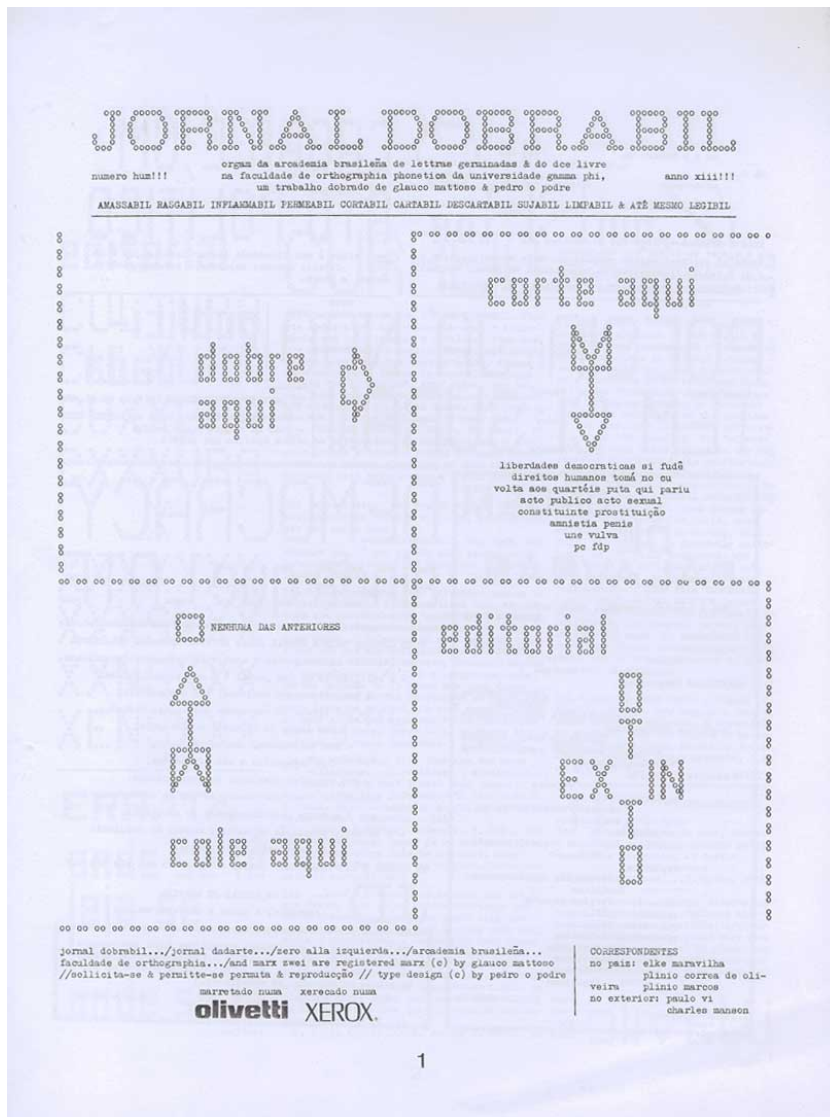 JORNAL DOBRABIL
orgam da arcademia brasileña de lettras germinadas & do dce livre
numero hum!!! na faculdade de orthographia phonetica da universidade gamma phi, anno xiii!!!
um trabalho dobrado de glauco mattoso & pedro o podre
AMASSABIL RASGABIL INFLAMMABIL PERMEABIL CORTABIL CARTABIL DESCARTABIL SUJABIL LIMPABIL & ATÉ MESMO LEGIBIL
dobre
aqui
corte aqui
liberdades democraticas si fudê
direitos humanos tomá no cu
volta aos quartéis puta qui pariu
acto publico acto sexual
constituinte prostituição
amnistia penis
une vulva
pc fdp
NENHUMA DAS ANTERIORES
cole aqui
editorial
O
T
EX IN
T
O
jornal dobrabil.../jornal dadarte.../zero alla izquierda.../arcademia brasileña...
faculdade de orthographia.../and marx zwei are registered marx (c) by glauco mattoso
//sollicita-se & permitte-se permuta & reproducção // type design (c) by pedro o podre
marretado numa xerecado numa
olivetti XEROX.
CORRESPONDENTES
no paiz: elke maravilha
plinio correa de oli-
veira plinio marcos
no exterior: paulo vi
charles manson
1